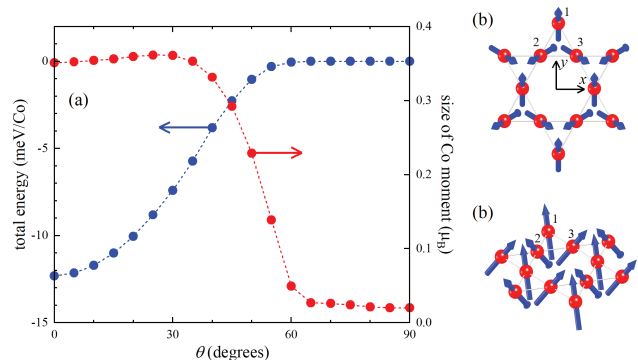 (a)
total energy (meV/Co)
0
-5
-10
-15
0.4
0.3
0.2
0.1
0.0
size of Co moment (μB)
0 30 60 90
θ (degrees)
(b)
1
2 3
y
x
(b)
1
2 3